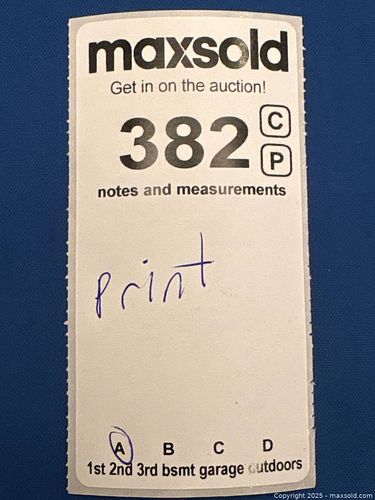 maxsold
Get in on the auction!
382 C
P
notes and measurements
print
A B C D
1st 2nd 3rd bsmt garage outdoors
Copyright 2025 - maxsold.com